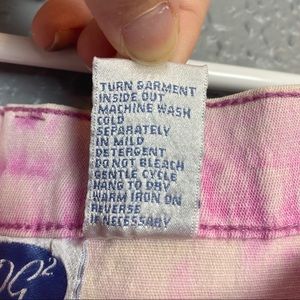 TURN GARMENT
INSIDE OUT
MACHINE WASH
COLD
SEPARATELY
IN MILD
DETERGENT
DO NOT BLEACH
GENTLE CYCLE
HANG TO DRY
WARM IRON ON
REVERSE
IF NECESSARY
DG²